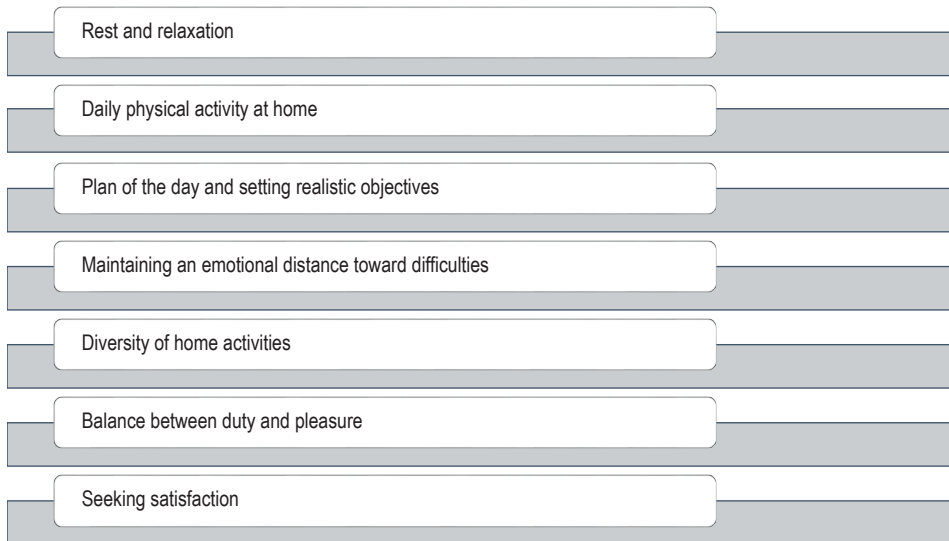 Rest and relaxation
Daily physical activity at home
Plan of the day and setting realistic objectives
Maintaining an emotional distance toward difficulties
Diversity of home activities
Balance between duty and pleasure
Seeking satisfaction